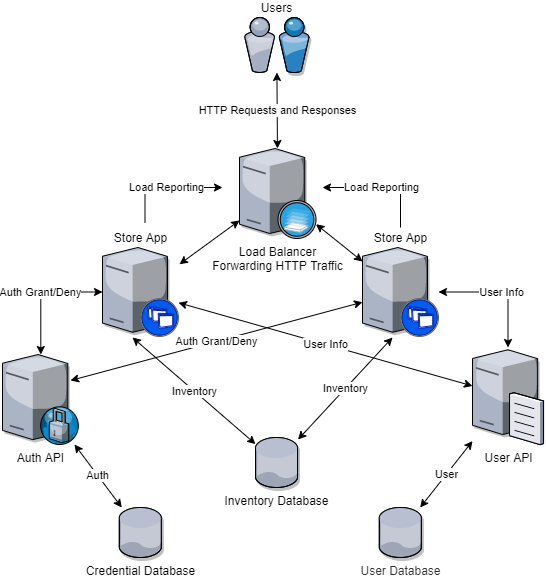 Users
HTTP Requests and Responses
Load Reporting
Load Reporting
Store App
Load Balancer
Forwarding HTTP Traffic
Store App
Auth Grant/Deny
User Info
Auth Grant/Deny
User Info
Inventory
Inventory
Auth API
User API
Auth
User
Inventory Database
Credential Database
User Database